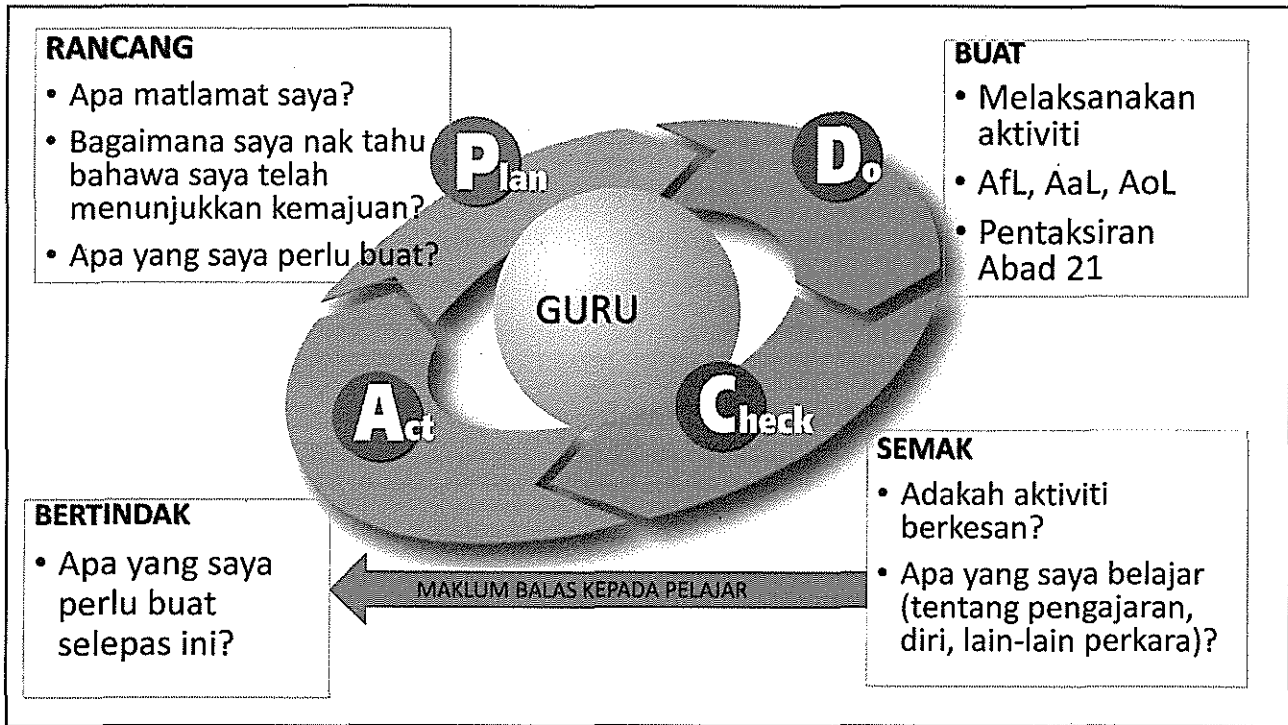 RANCANG
• Apa matlamat saya?
• Bagaimana saya nak tahu
bahawa saya telah
menunjukkan kemajuan?
• Apa yang saya perlu buat?
Plan
Do
BUAT
• Melaksanakan
aktiviti
• AfL, AaL, AoL
• Pentaksiran
Abad 21
GURU
Act
Check
BERTINDAK
• Apa yang saya
perlu buat
selepas ini?
MAKLUM BALAS KEPADA PELAJAR
SEMAK
• Adakah aktiviti
berkesan?
• Apa yang saya belajar
(tentang pengajaran,
diri, lain-lain perkara)?